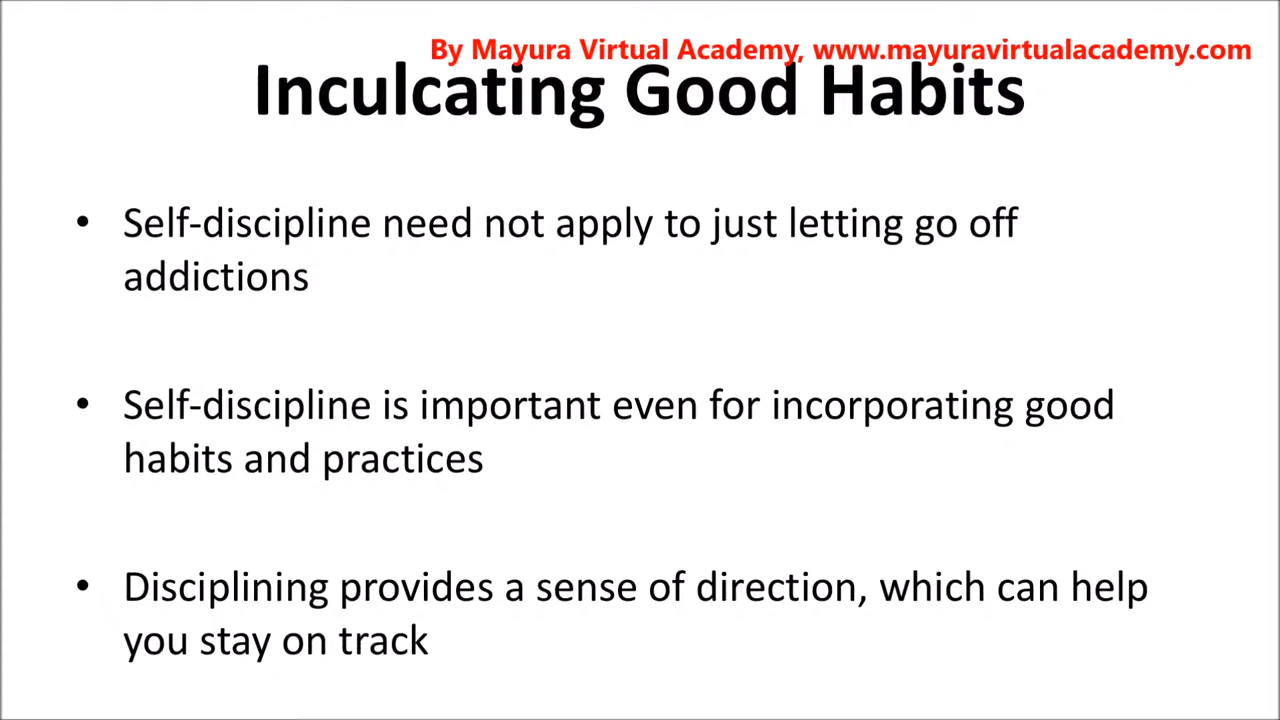 By Mayura Virtual Academy, www.mayuravirtualacademy.com
Inculcating Good Habits
• Self-discipline need not apply to just letting go off
addictions
• Self-discipline is important even for incorporating good
habits and practices
• Disciplining provides a sense of direction, which can help
you stay on track